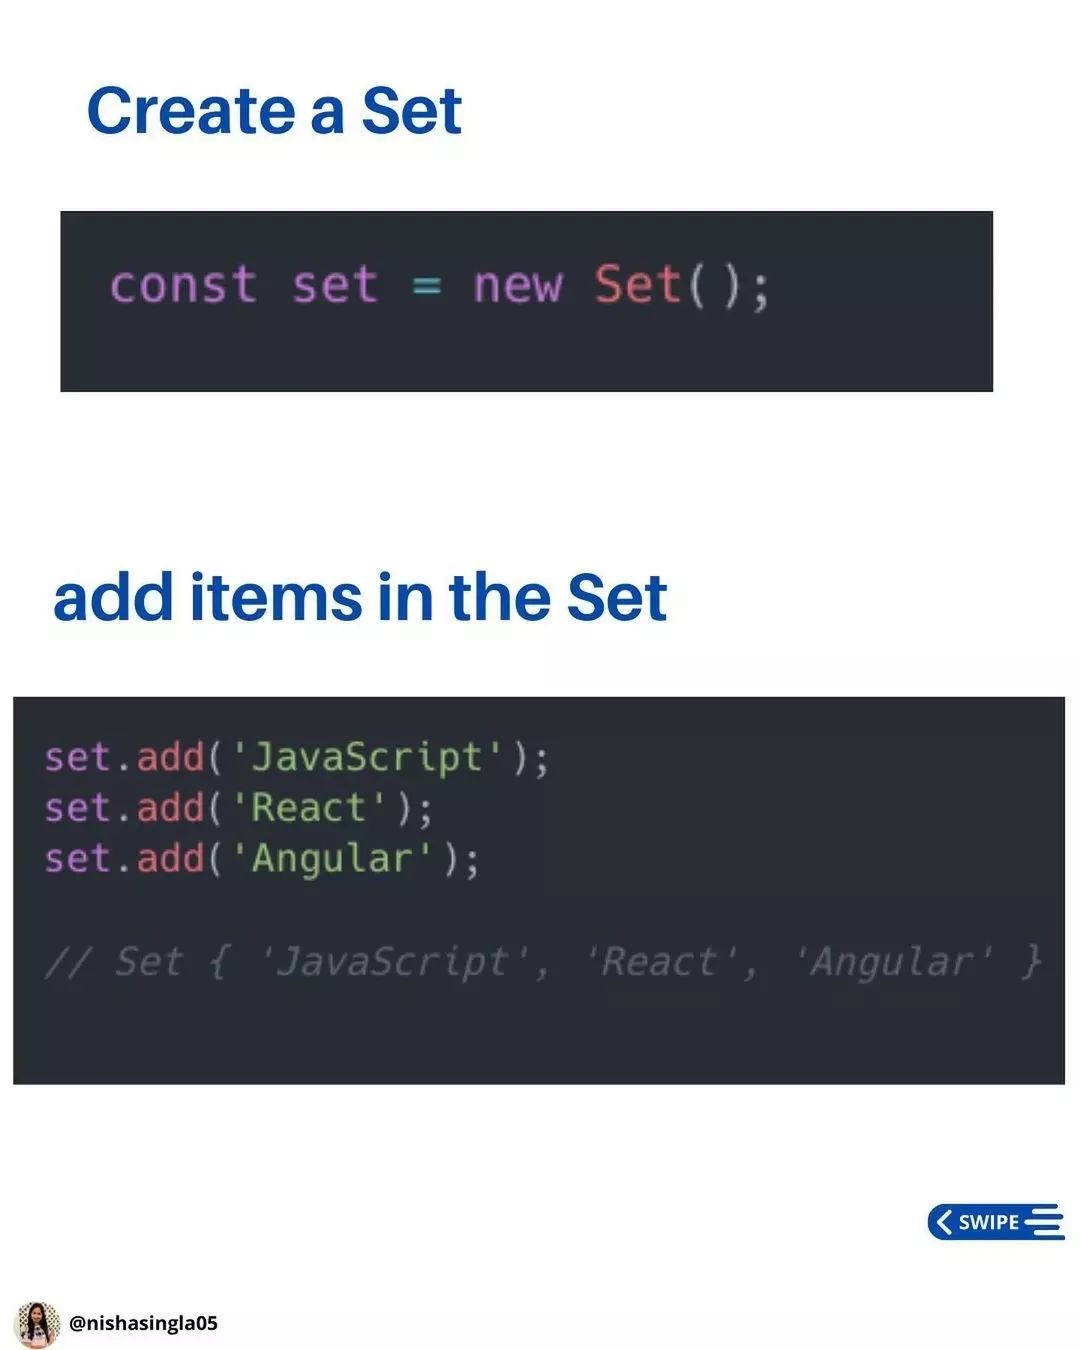 Create a Set
const set = new Set();
add items in the Set
set.add('JavaScript');
set.add('React');
set.add('Angular');
// Set { 'JavaScript', 'React', 'Angular' }
SWIPE
@nishasingla05